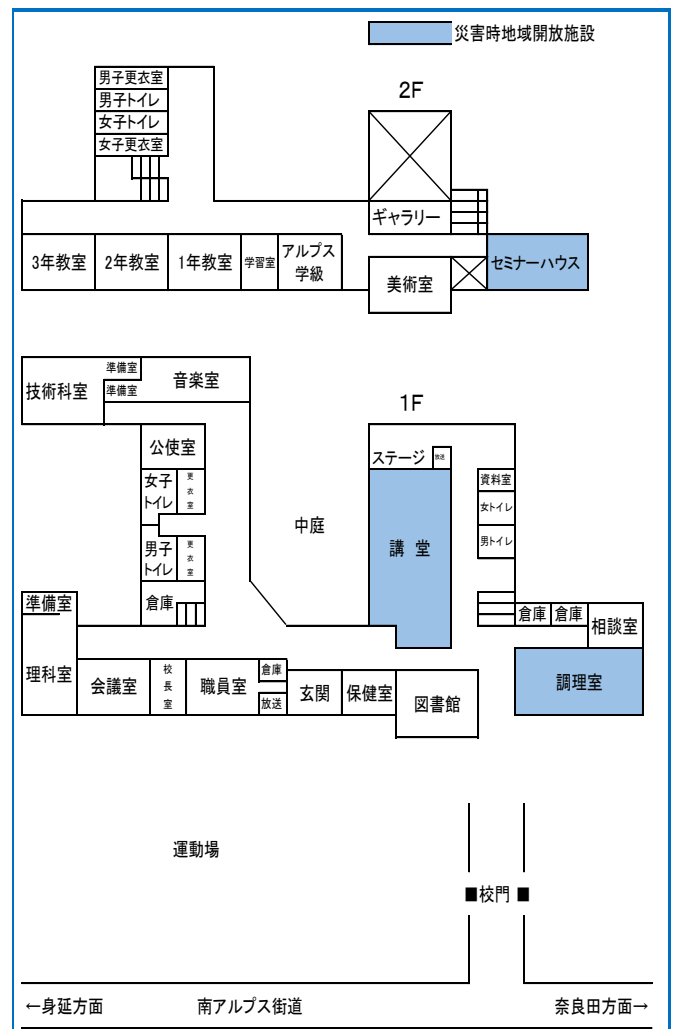 災害時地域開放施設
2F
男子更衣室
男子トイレ
女子トイレ
女子更衣室
ギャラリー
3年教室
2年教室
1年教室
学習室
アルプス
学級
美術室
セミナーハウス
技術科室
準備室
準備室
音楽室
1F
公使室
女子
トイレ
更
衣
室
ステージ
放送
資料室
女トイレ
男トイレ
中庭
講 堂
男子
トイレ
更
衣
室
倉庫
準備室
理科室
会議室
校
長
室
職員室
倉庫
放送
玄関
保健室
図書館
倉庫
倉庫
相談室
調理室
運動場
■校門 ■
←身延方面
南アルプス街道
奈良田方面→